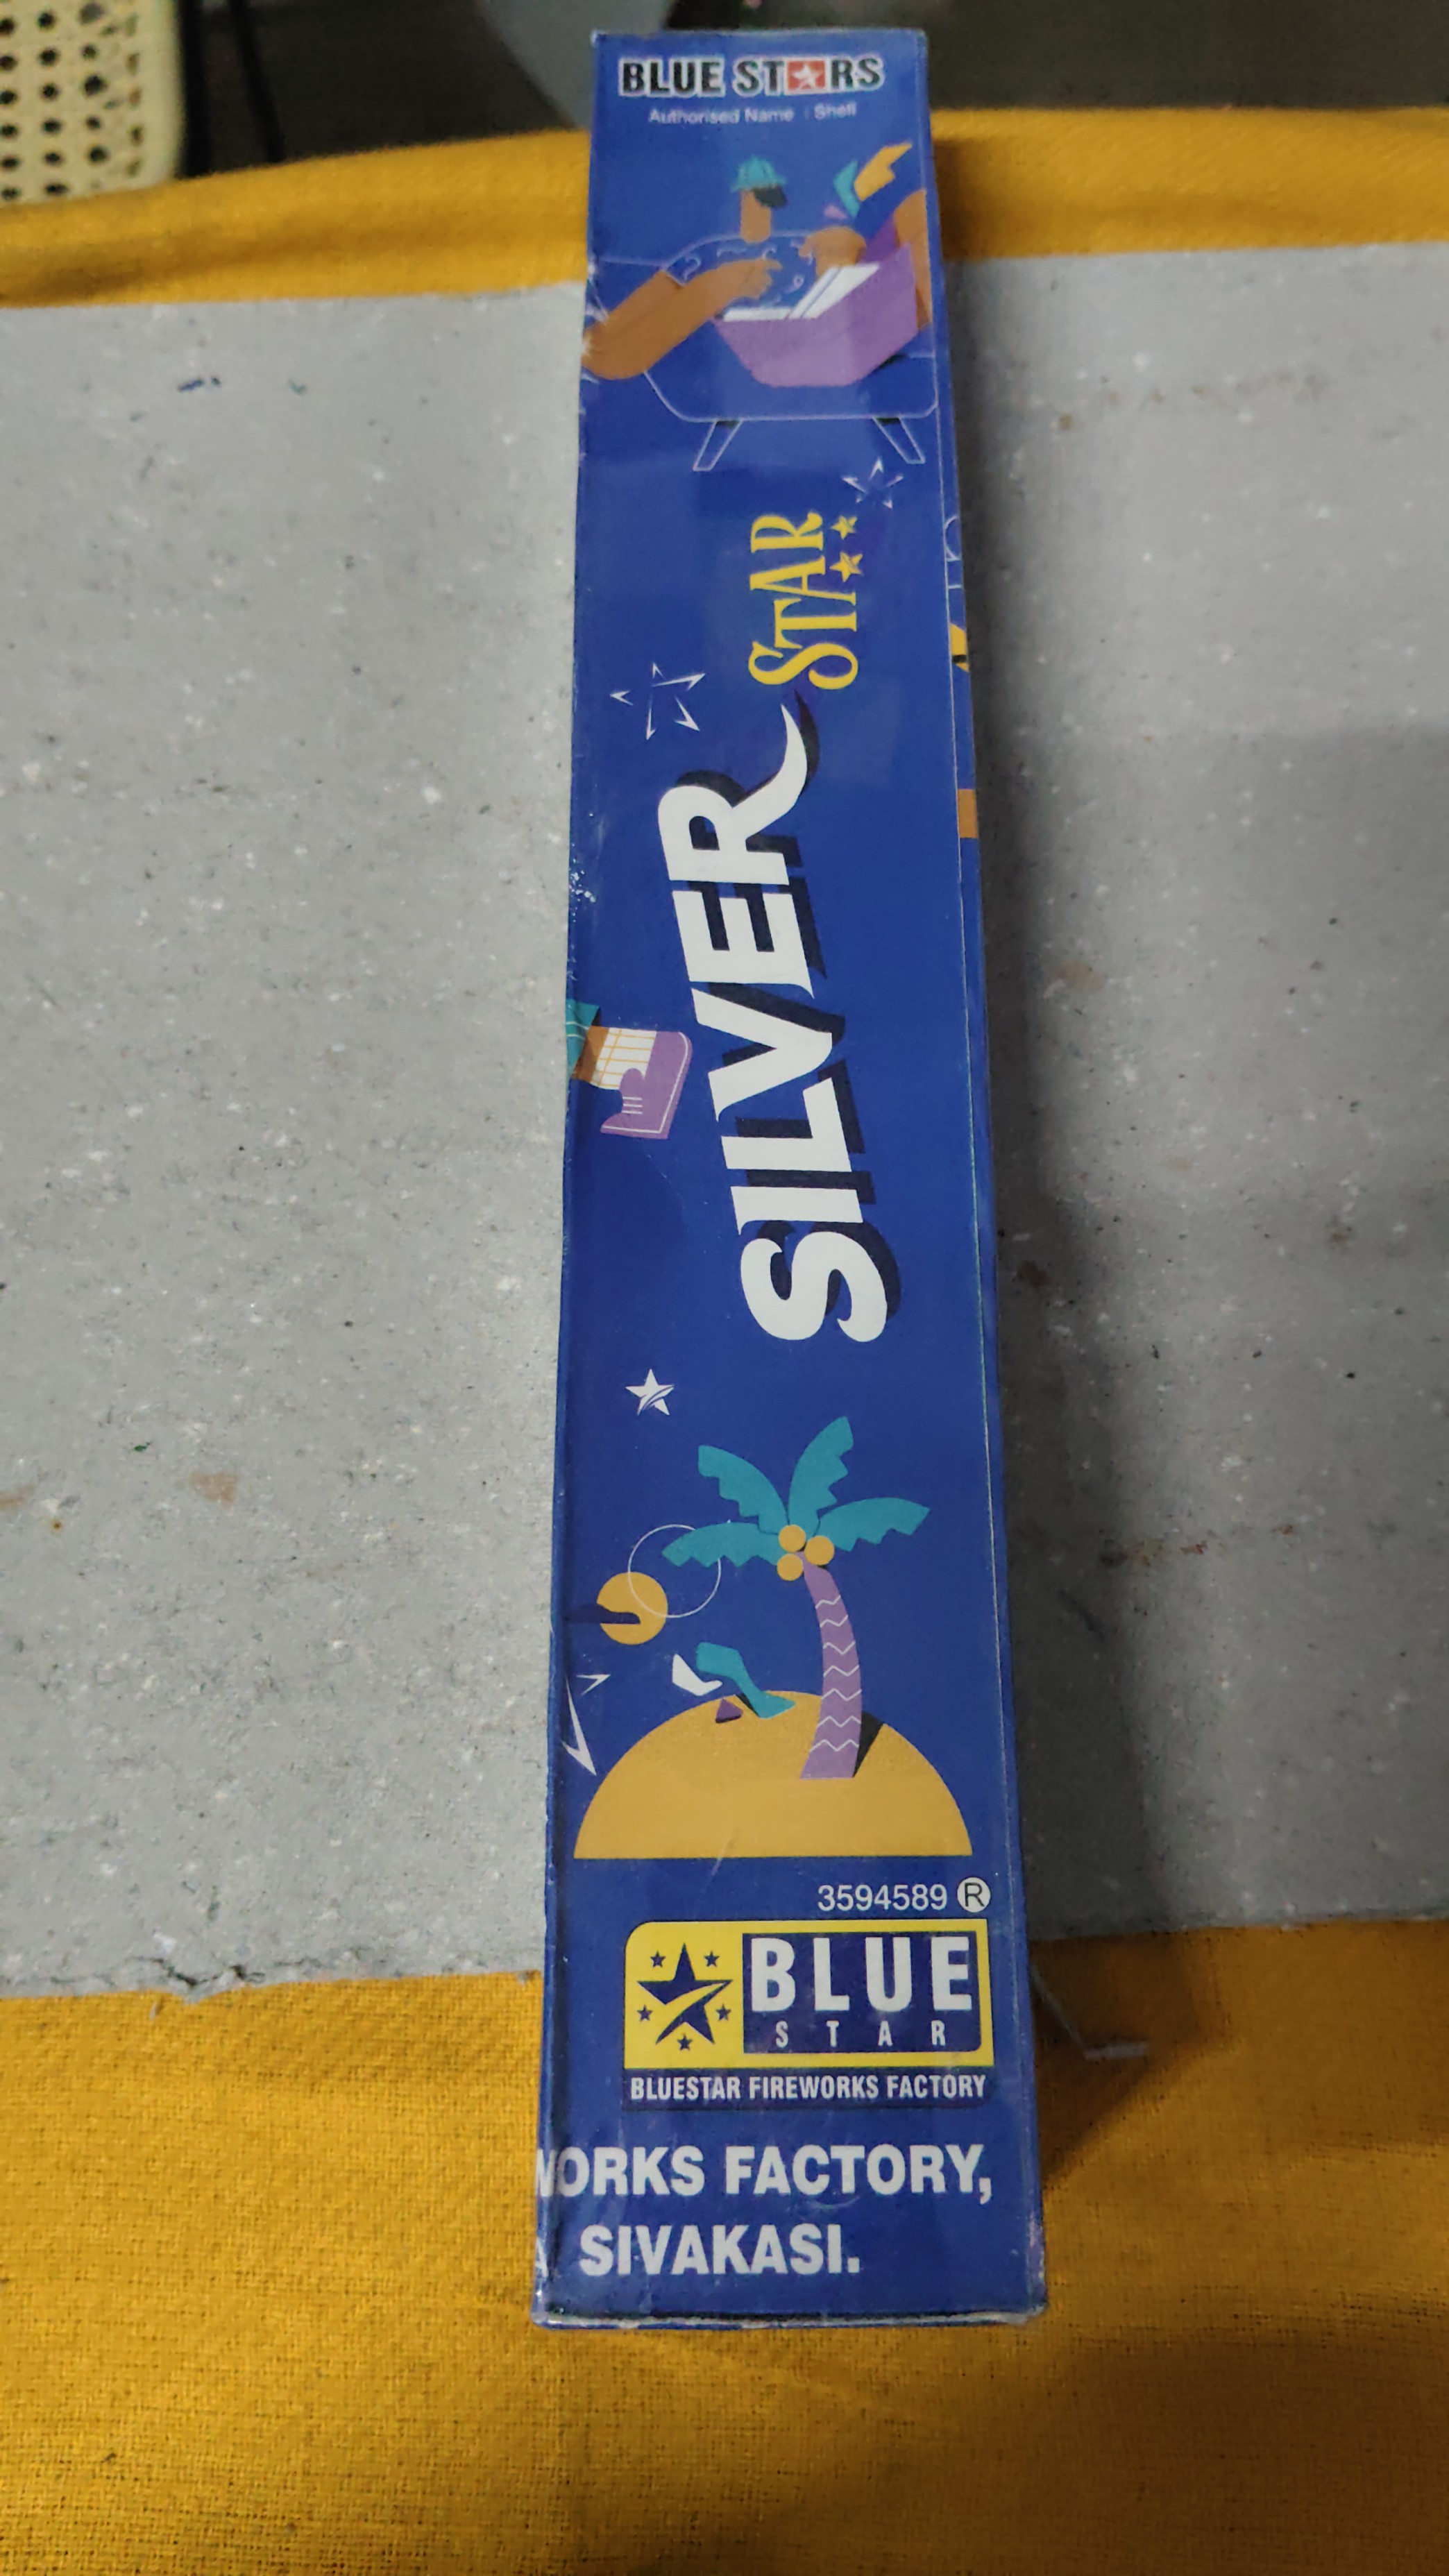 BLUE STARS
Authorised Name : Shell
SILVER
STAR
3594589 ®
BLUE
STAR
BLUESTAR FIREWORKS FACTORY
ORKS FACTORY,
SIVAKASI.